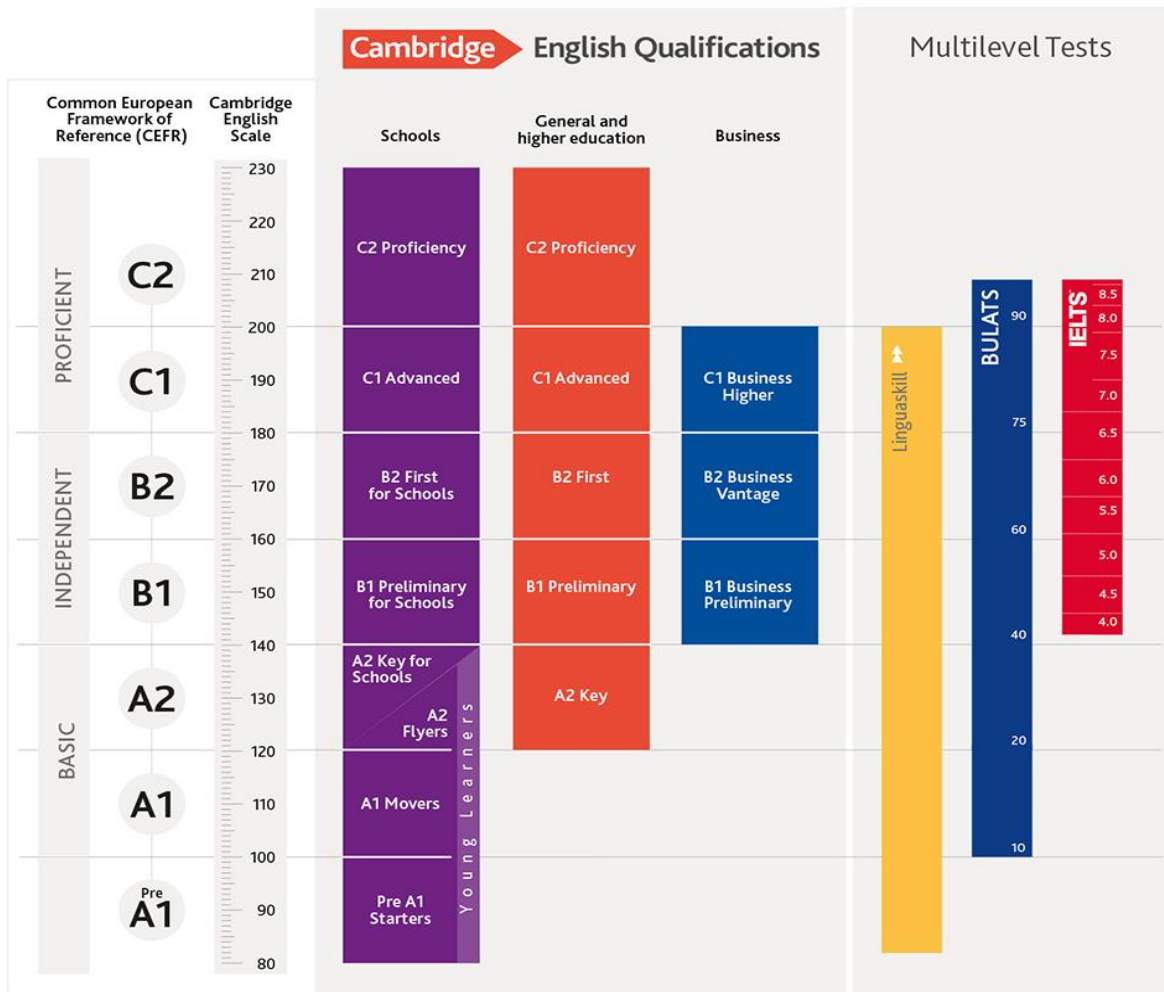 Cambridge English Qualifications
Multilevel Tests
Common European
Framework of
Reference (CEFR)
Cambridge
English
Scale
Schools
General and
higher education
Business
PROFICIENT
INDEPENDENT
BASIC
C2
C1
B2
B1
A2
A1
Pre
A1
230
220
210
200
190
180
170
160
150
140
130
120
110
100
90
80
C2 Proficiency
C1 Advanced
B2 First
for Schools
B1 Preliminary
for Schools
A2 Key for
Schools
A2
Flyers
A1 Movers
Pre A1
Starters
Young Learners
C2 Proficiency
C1 Advanced
B2 First
B1 Preliminary
A2 Key
C1 Business
Higher
B2 Business
Vantage
B1 Business
Preliminary
Linguaskill
BULATS
90
75
60
40
20
10
IELTS™
8.5
8.0
7.5
7.0
6.5
6.0
5.5
5.0
4.5
4.0